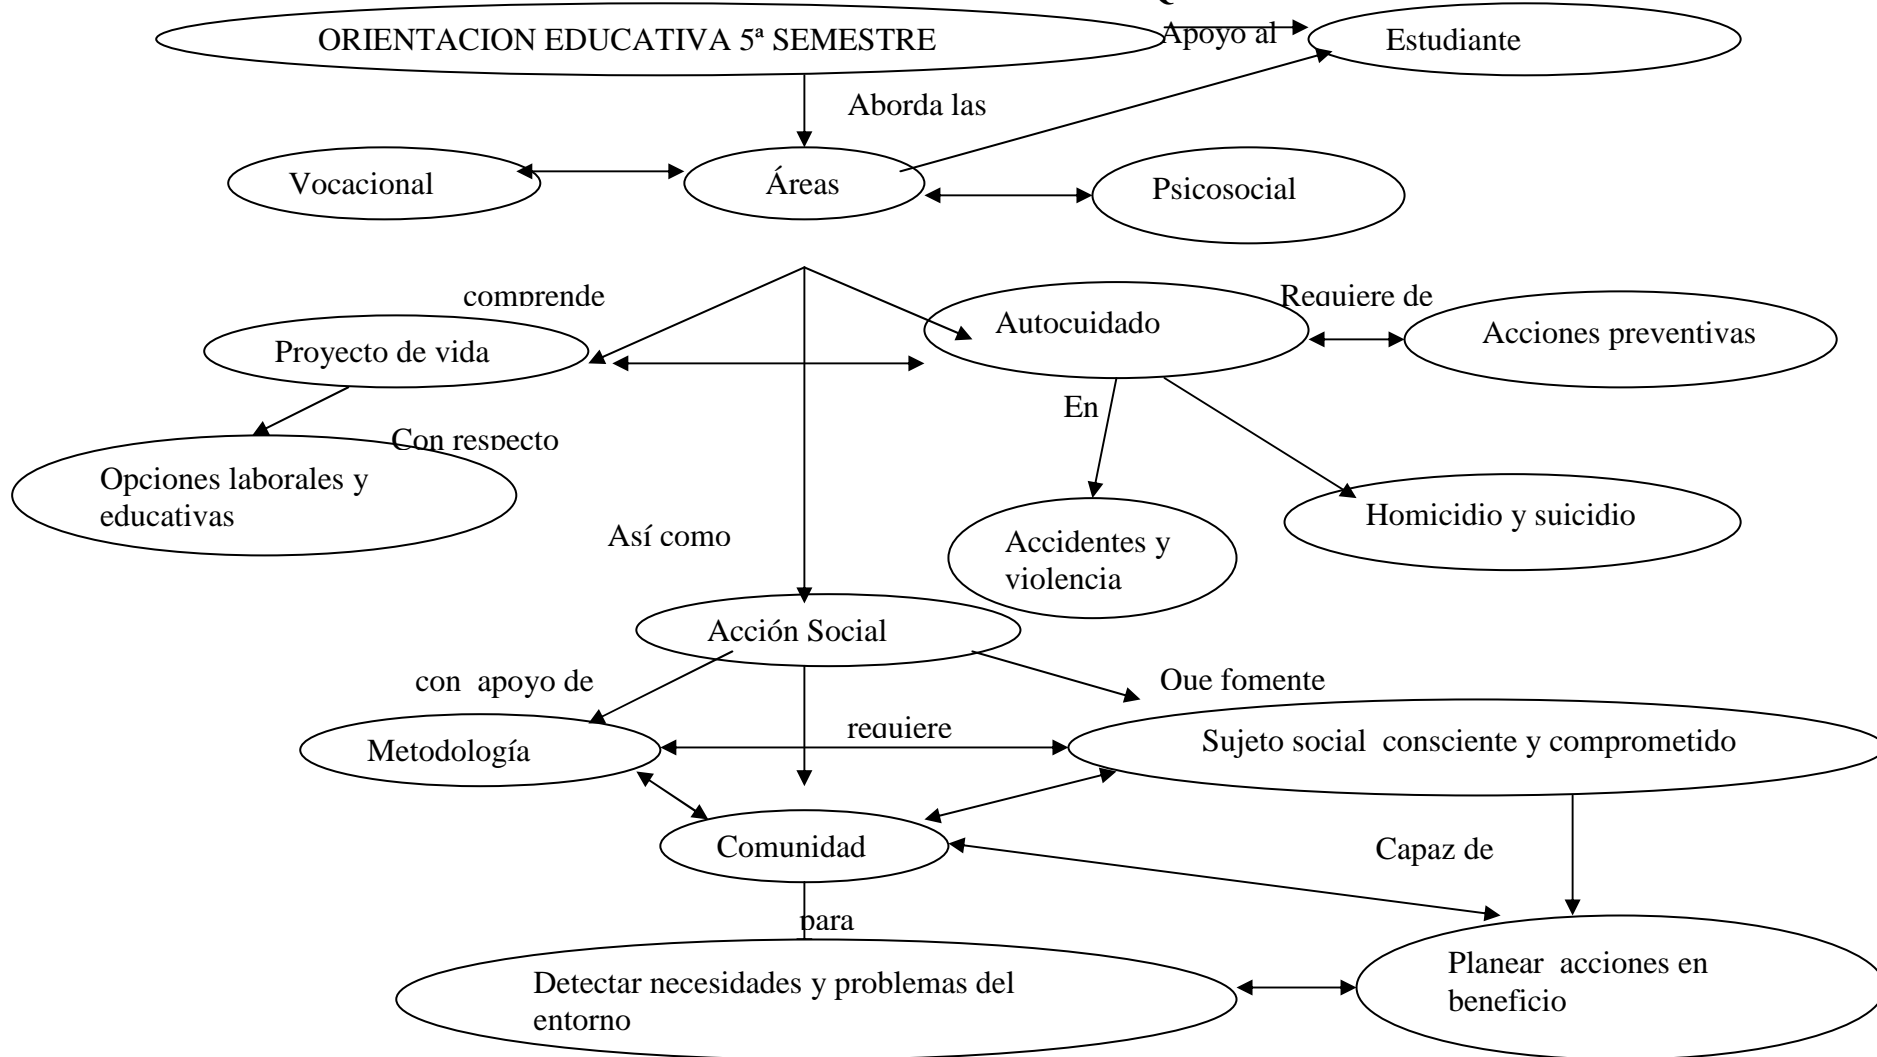 ORIENTACION EDUCATIVA 5ª SEMESTRE
Apoyo al
Estudiante
Aborda las
Vocacional
Áreas
Psicosocial
comprende
Requiere de
Proyecto de vida
Autocuidado
Acciones preventivas
En
Con respecto
Opciones laborales y
educativas
Homicidio y suicidio
Así como
Accidentes y
violencia
Acción Social
con apoyo de
Que fomente
requiere
Metodología
Sujeto social consciente y comprometido
Comunidad
Capaz de
para
Detectar necesidades y problemas del
entorno
Planear acciones en
beneficio